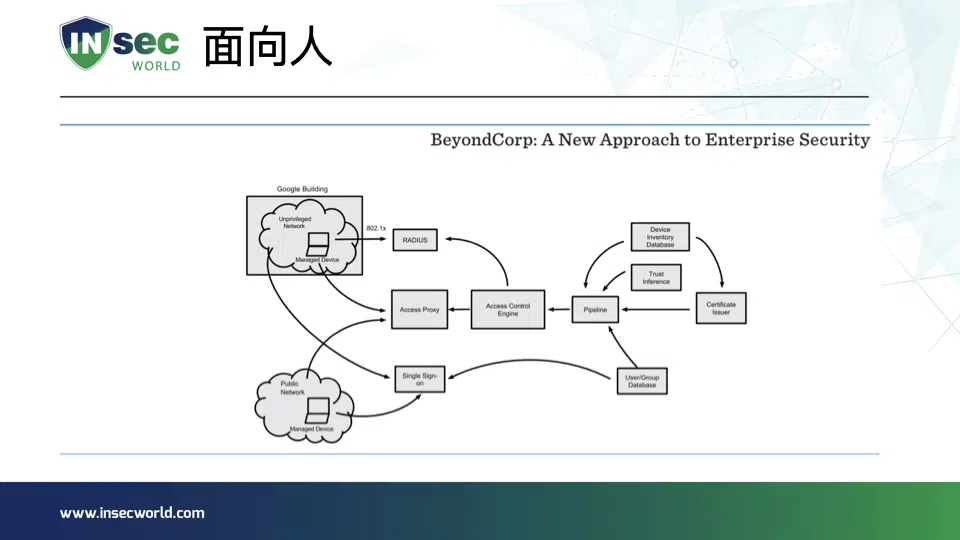 INsec
WORLD
面向人
BeyondCorp: A New Approach to Enterprise Security
Google Building
Unprivileged
Network
Managed Device
802.1x
RADIUS
Device
Inventory
Database
Trust
Inference
Access Proxy
Access Control
Engine
Pipeline
Certificate
Issuer
Single Sign-
on
User/Group
Database
Public
Network
Managed Device
www.insecworld.com